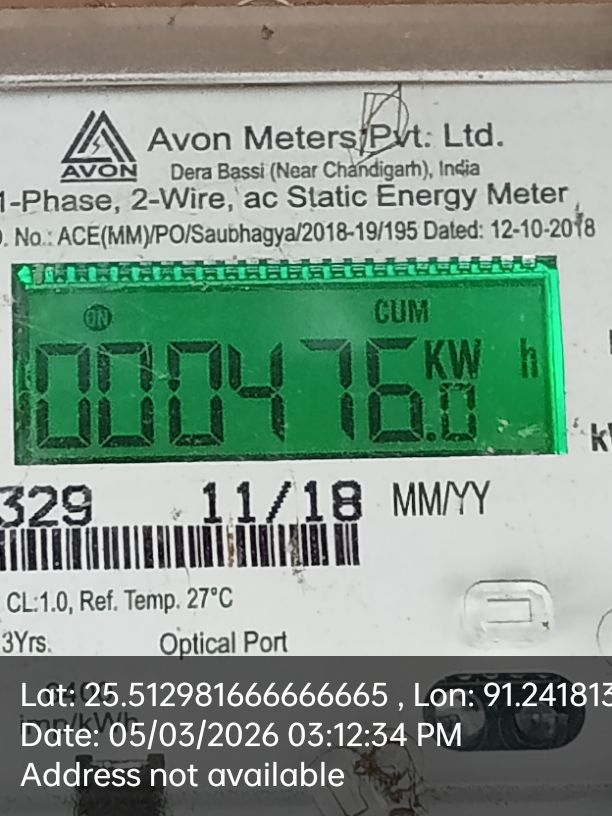 Avon Meters Pvt. Ltd.
AVON
Dera Bassi (Near Chandigarh), India
1-Phase, 2-Wire, ac Static Energy Meter
. No.: ACE(MM)/PO/Saubhagya/2018-19/195 Dated: 12-10-2018
ON CUM
000476.0 KW h
329 11/18 MM/YY
CL:1.0, Ref. Temp. 27°C
3Yrs. Optical Port
imp/kWh
Lat: 25.512981666666665 , Lon: 91.241813
Date: 05/03/2026 03:12:34 PM
Address not available